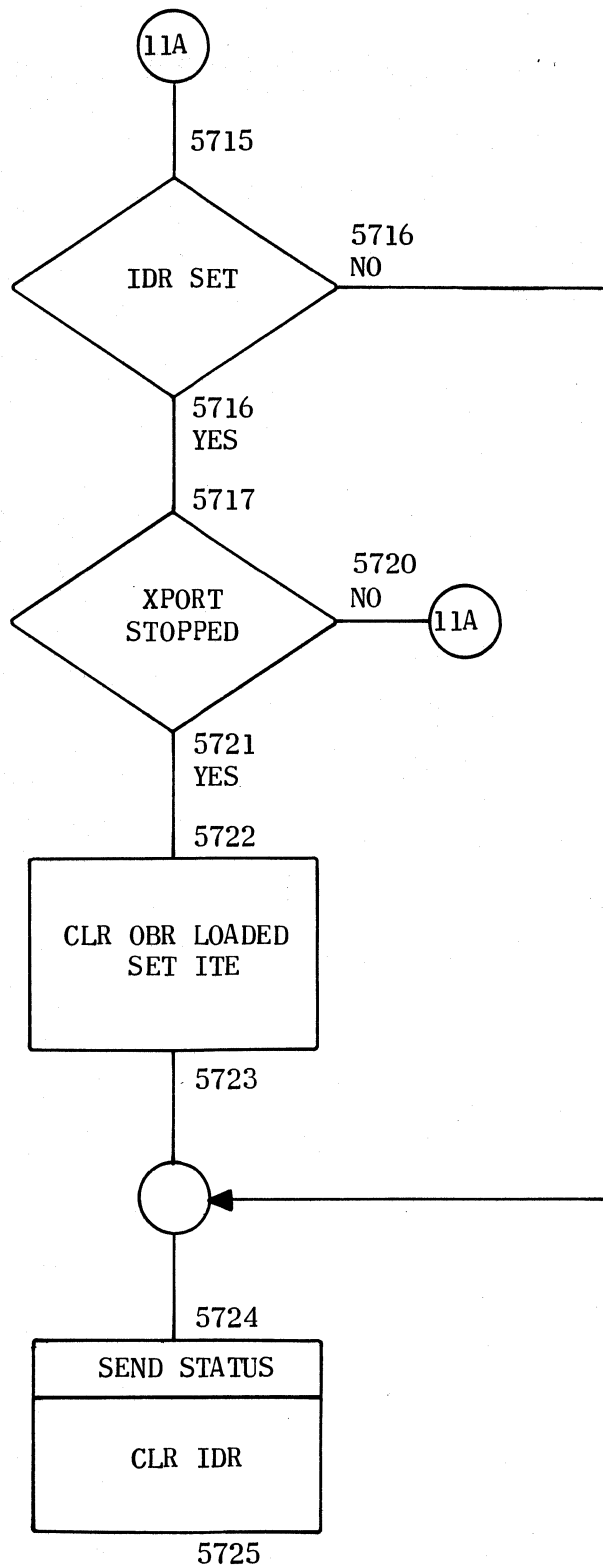 11A
5715
IDR SET
5716
NO
5716
YES
5717
XPORT
STOPPED
5720
NO
11A
5721
YES
5722
CLR OBR LOADED
SET ITE
5723
5724
SEND STATUS
CLR IDR
5725